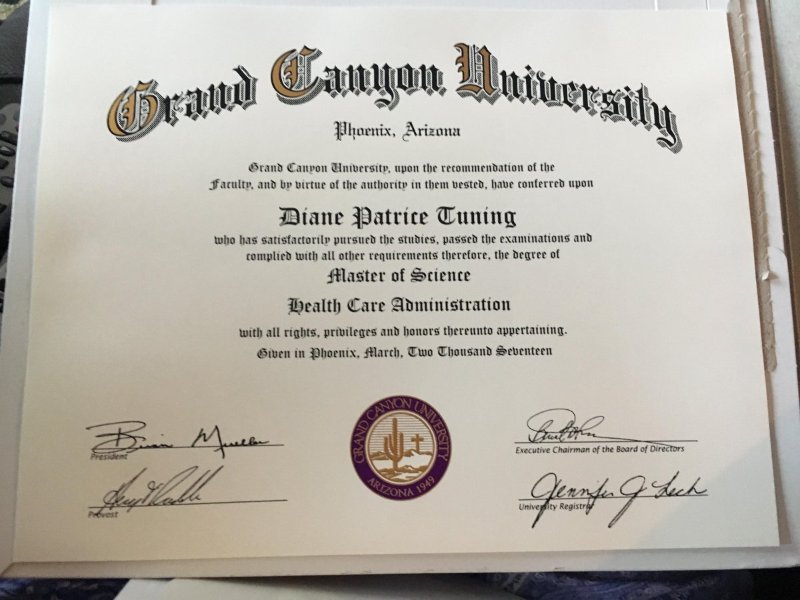 Grand Canyon University
Phoenix, Arizona
Grand Canyon University, upon the recommendation of the
Faculty, and by virtue of the authority in them vested, have conferred upon
Diane Patrice Tuning
who has satisfactorily pursued the studies, passed the examinations and
complied with all other requirements therefore, the degree of
Master of Science
Health Care Administration
with all rights, privileges and honors thereunto appertaining.
Given in Phoenix, March, Two Thousand Seventeen
Brian Mueller
President
Executive Chairman of the Board of Directors
GRAND CANYON UNIVERSITY
ARIZONA 1949
Provost
Jennifer J Lech
University Registrar